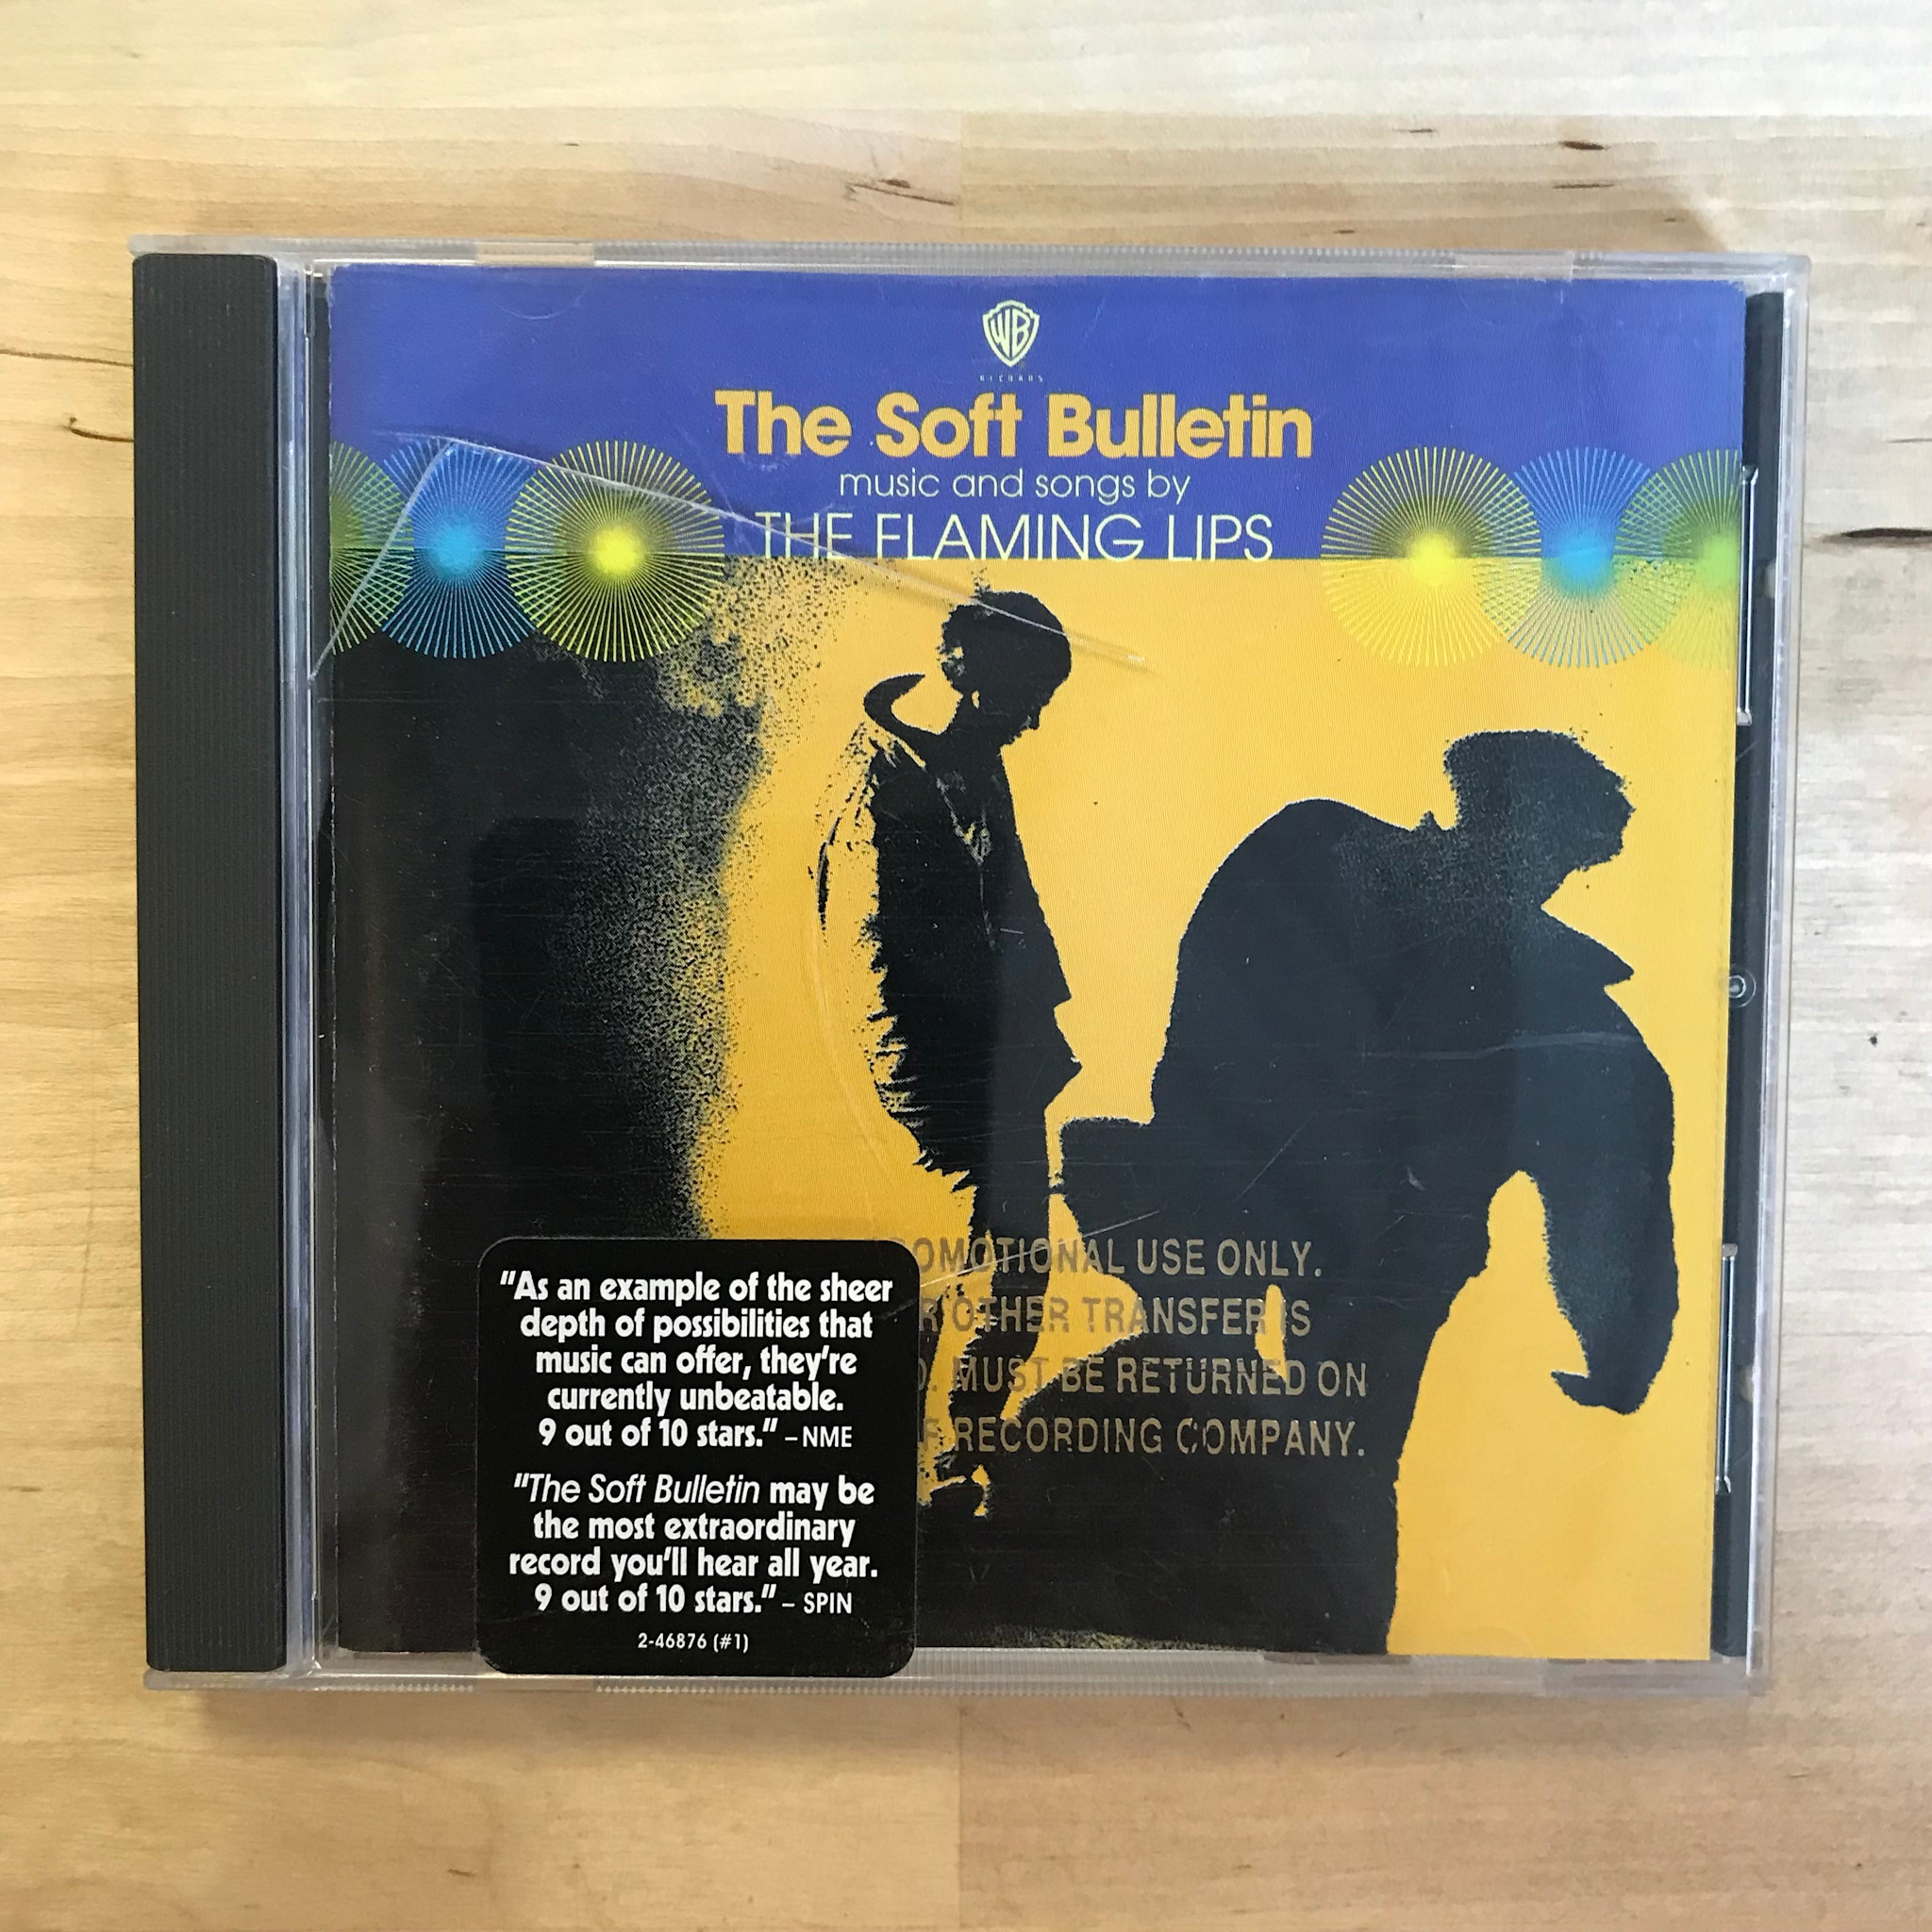 WB
RECORDS
The Soft Bulletin
music and songs by
THE FLAMING LIPS
USE ONLY.
OTHER TRANSFER IS
MUST BE RETURNED ON
RECORDING COMPANY.
"As an example of the sheer
depth of possibilities that
music can offer, they're
currently unbeatable.
9 out of 10 stars." – NME
"The Soft Bulletin may be
the most extraordinary
record you'll hear all year.
9 out of 10 stars." – SPIN
2-46876 (#1)